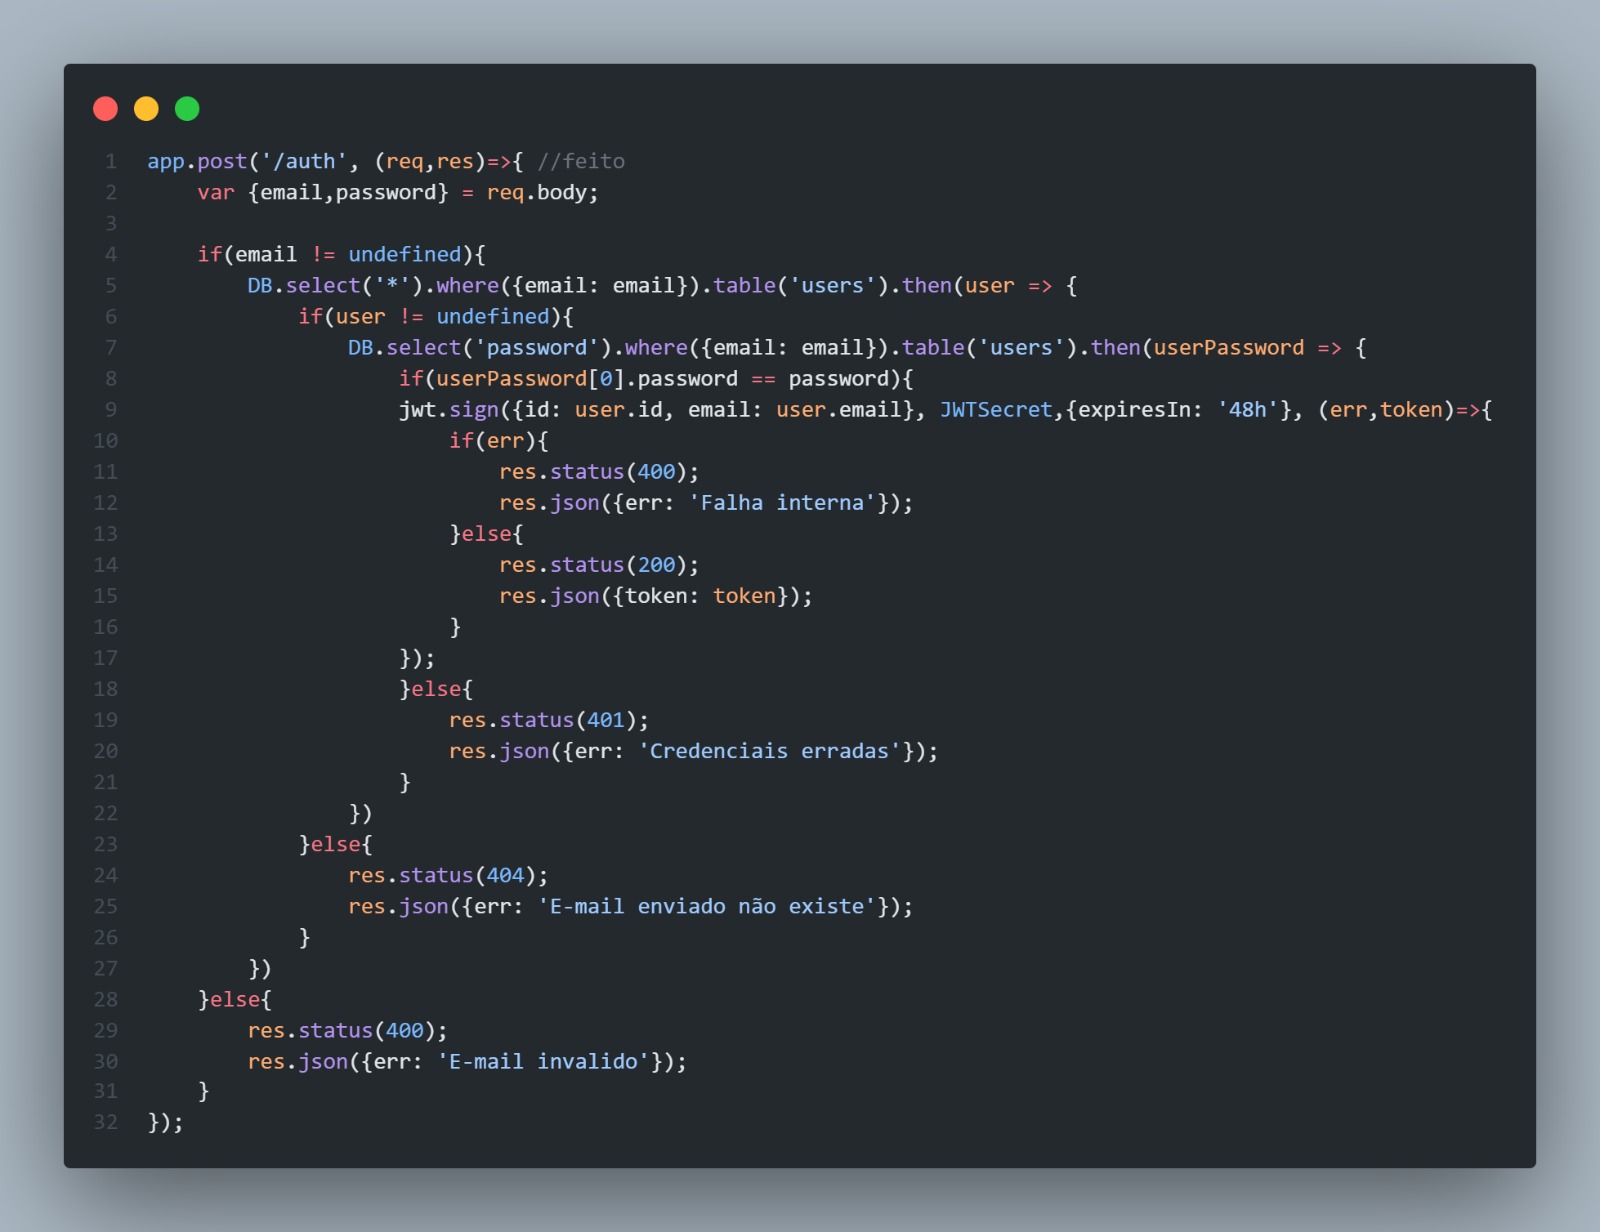 1 app.post('/auth', (req,res)=>{ //feito
2     var {email,password} = req.body;
3
4     if(email != undefined){
5         DB.select('*').where({email: email}).table('users').then(user => {
6             if(user != undefined){
7                 DB.select('password').where({email: email}).table('users').then(userPassword => {
8                     if(userPassword[0].password == password){
9                     jwt.sign({id: user.id, email: user.email}, JWTSecret,{expiresIn: '48h'}, (err,token)=>{
10                         if(err){
11                             res.status(400);
12                             res.json({err: 'Falha interna'});
13                         }else{
14                             res.status(200);
15                             res.json({token: token});
16                         }
17                     });
18                     }else{
19                         res.status(401);
20                         res.json({err: 'Credenciais erradas'});
21                     }
22                 })
23             }else{
24                 res.status(404);
25                 res.json({err: 'E-mail enviado não existe'});
26             }
27         })
28     }else{
29         res.status(400);
30         res.json({err: 'E-mail invalido'});
31     }
32 });